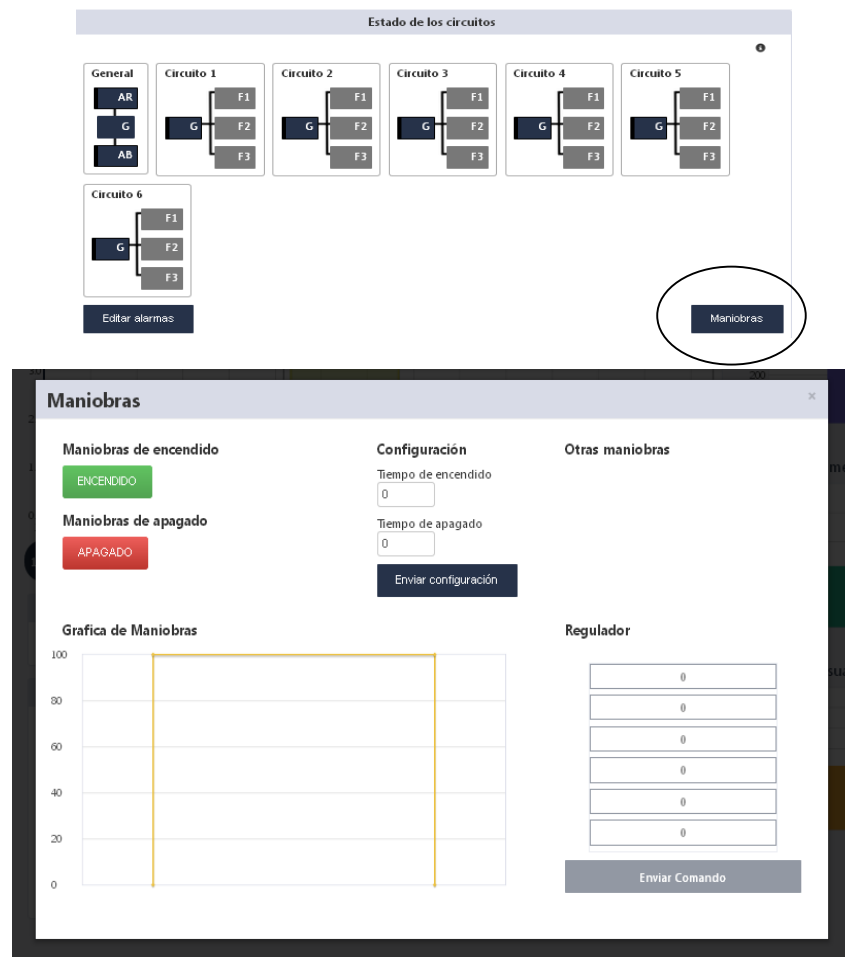 Estado de los circuitos
General
AR
G
AB
Circuito 1
G
F1
F2
F3
Circuito 2
G
F1
F2
F3
Circuito 3
G
F1
F2
F3
Circuito 4
G
F1
F2
F3
Circuito 5
G
F1
F2
F3
Circuito 6
G
F1
F2
F3
Editar alarmas
Maniobras
Maniobras
×
Maniobras de encendido
ENCENDIDO
Maniobras de apagado
APAGADO
Configuración
Tiempo de encendido
0
Tiempo de apagado
0
Enviar configuración
Otras maniobras
Grafica de Maniobras
100
80
60
40
20
0
Regulador
0
0
0
0
0
0
Enviar Comando
200